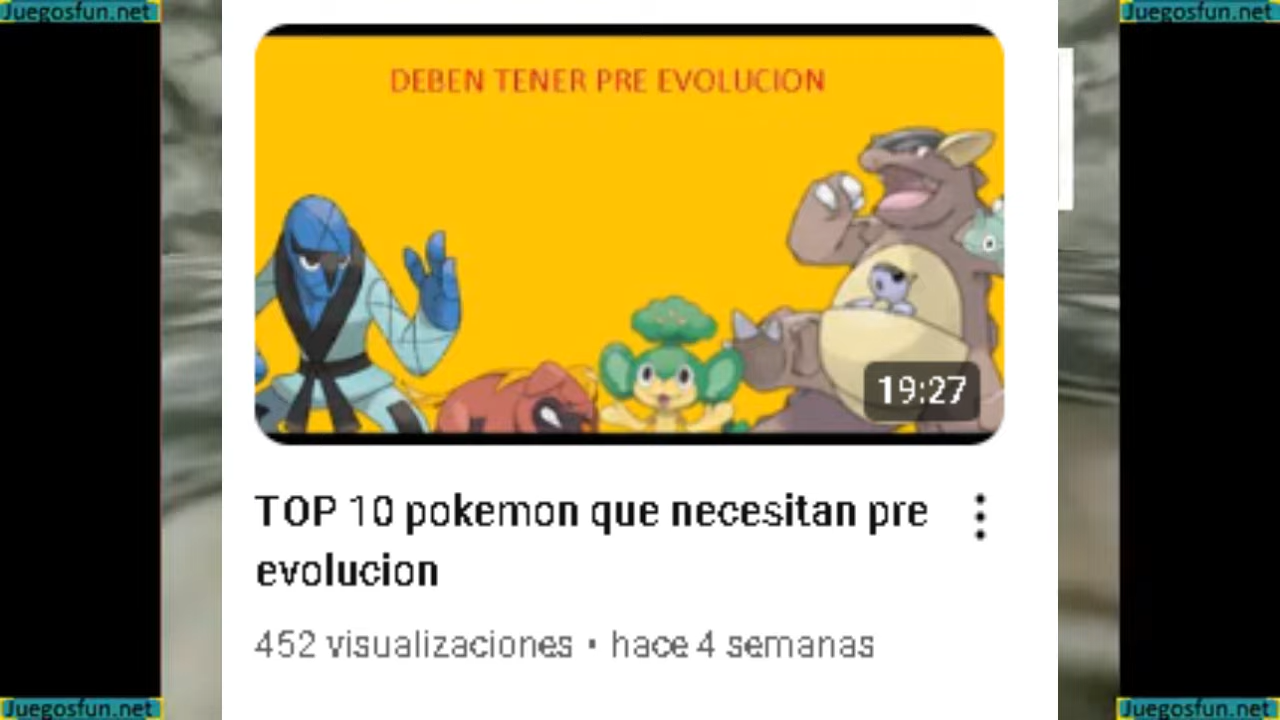 Juegosfun.net
Juegosfun.net
DEBEN TENER PRE EVOLUCION
19:27
TOP 10 pokemon que necesitan pre
evolucion
452 visualizaciones • hace 4 semanas
Juegosfun.net
Juegosfun.net